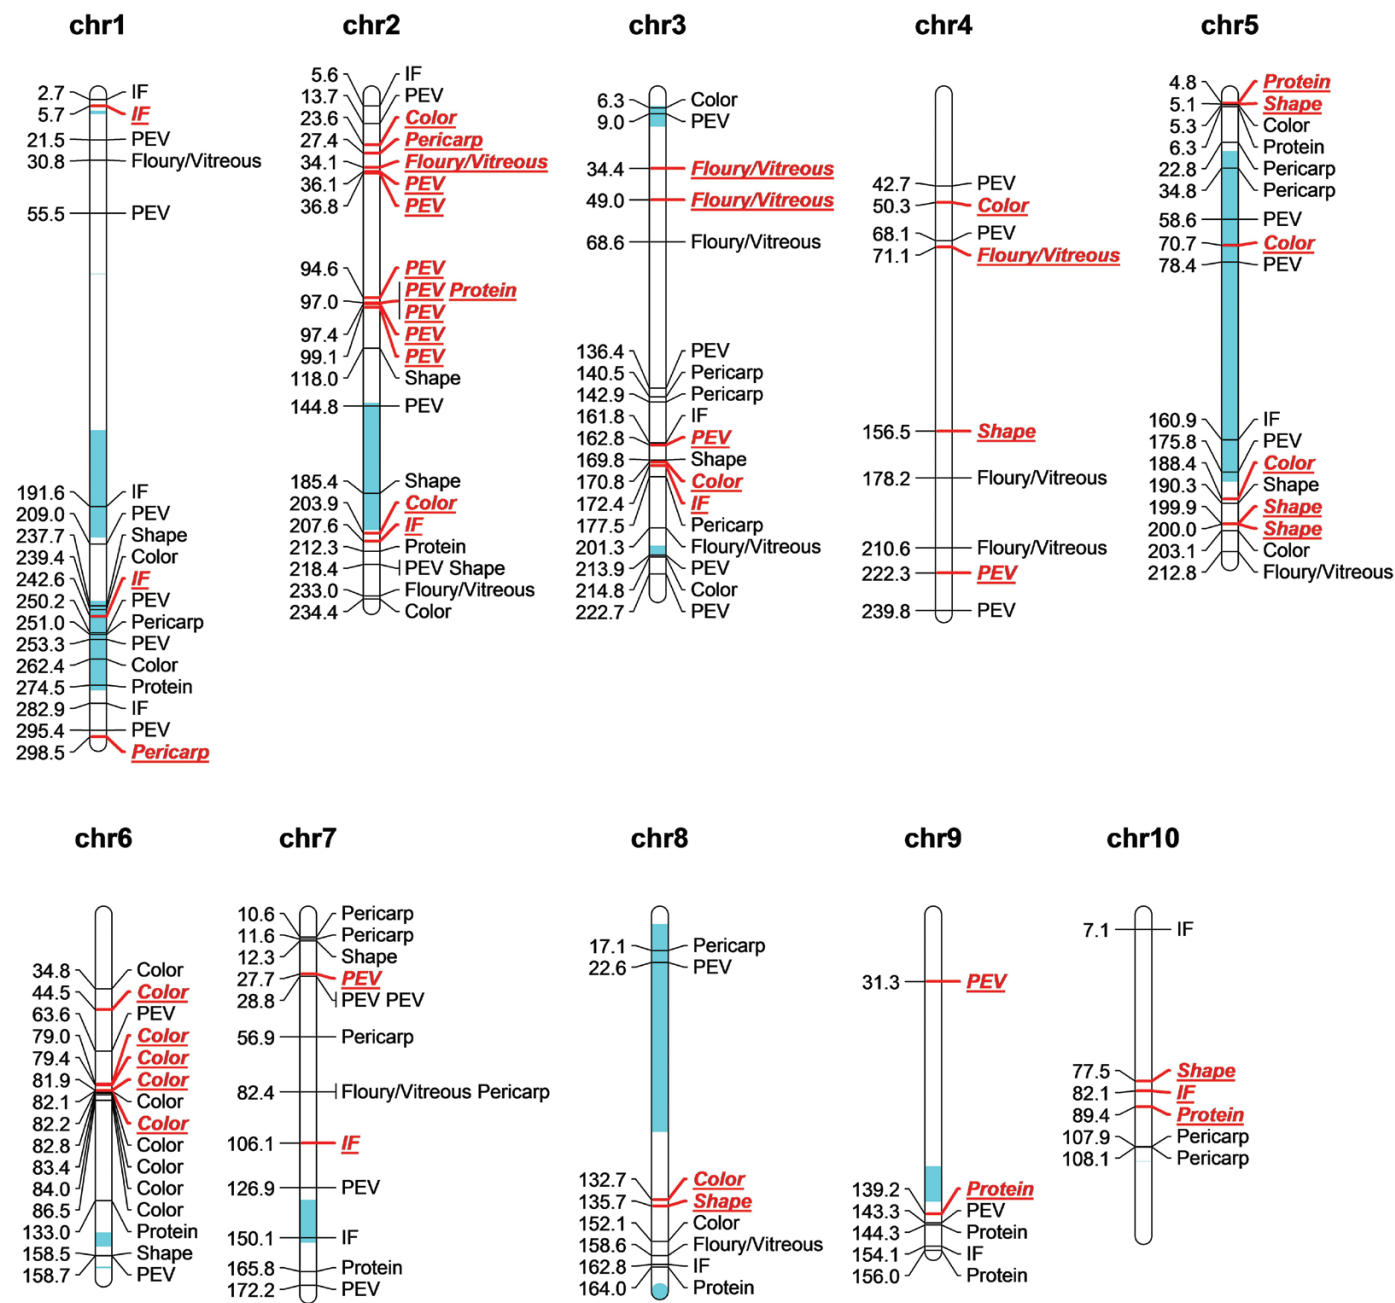 chr1
2.7 IF
5.7 IF
21.5 PEV
30.8 Floury/Vitreous
55.5 PEV
191.6 IF
209.0 PEV
237.7 Shape
239.4 Color
242.6 IF
250.2 PEV
251.0 Pericarp
253.3 PEV
262.4 Color
274.5 Protein
282.9 IF
295.4 PEV
298.5 Pericarp
chr2
5.6 IF
13.7 PEV
23.6 Color
27.4 Pericarp
34.1 Floury/Vitreous
36.1 PEV
36.8 PEV
94.6 PEV
97.0 PEV Protein
PEV
97.4 PEV
99.1 PEV
118.0 Shape
144.8 PEV
185.4 Shape
203.9 Color
207.6 IF
212.3 Protein
218.4 PEV Shape
233.0 Floury/Vitreous
234.4 Color
chr3
6.3 Color
9.0 PEV
34.4 Floury/Vitreous
49.0 Floury/Vitreous
68.6 Floury/Vitreous
136.4 PEV
140.5 Pericarp
142.9 Pericarp
161.8 IF
162.8 PEV
169.8 Shape
170.8 Color
172.4 IF
177.5 Pericarp
201.3 Floury/Vitreous
213.9 PEV
214.8 Color
222.7 PEV
chr4
42.7 PEV
50.3 Color
68.1 PEV
71.1 Floury/Vitreous
156.5 Shape
178.2 Floury/Vitreous
210.6 Floury/Vitreous
222.3 PEV
239.8 PEV
chr5
4.8 Protein
5.1 Shape
5.3 Color
6.3 Protein
22.8 Pericarp
34.8 Pericarp
58.6 PEV
70.7 Color
78.4 PEV
160.9 IF
175.8 PEV
188.4 Color
190.3 Shape
199.9 Shape
200.0 Shape
203.1 Color
212.8 Floury/Vitreous
chr6
34.8 Color
44.5 Color
63.6 PEV
79.0 Color
79.4 Color
81.9 Color
82.1 Color
82.2 Color
82.8 Color
83.4 Color
84.0 Color
86.5 Color
133.0 Protein
158.5 Shape
158.7 PEV
chr7
10.6 Pericarp
11.6 Pericarp
12.3 Shape
27.7 PEV
28.8 PEV PEV
56.9 Pericarp
82.4 Floury/Vitreous Pericarp
106.1 IF
126.9 PEV
150.1 IF
165.8 Protein
172.2 PEV
chr8
17.1 Pericarp
22.6 PEV
132.7 Color
135.7 Shape
152.1 Color
158.6 Floury/Vitreous
162.8 IF
164.0 Protein
chr9
31.3 PEV
139.2 Protein
143.3 PEV
144.3 Protein
154.1 IF
156.0 Protein
chr10
7.1 IF
77.5 Shape
82.1 IF
89.4 Protein
107.9 Pericarp
108.1 Pericarp